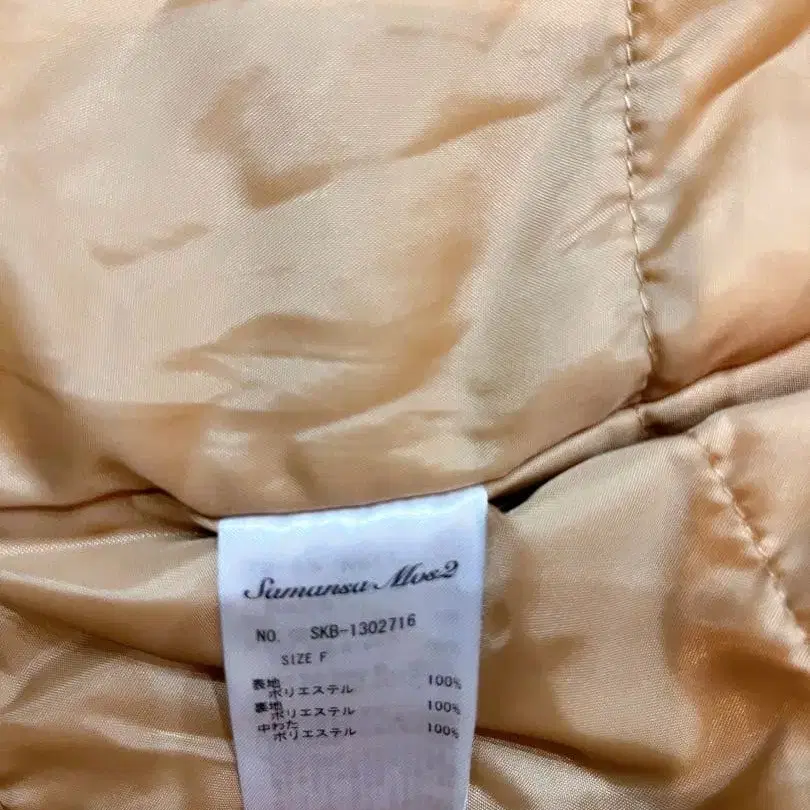 Samansa Mos2
NO. SKB-1302716
SIZE F
表地
ポリエステル 100%
裏地
ポリエステル 100%
中わた
ポリエステル 100%